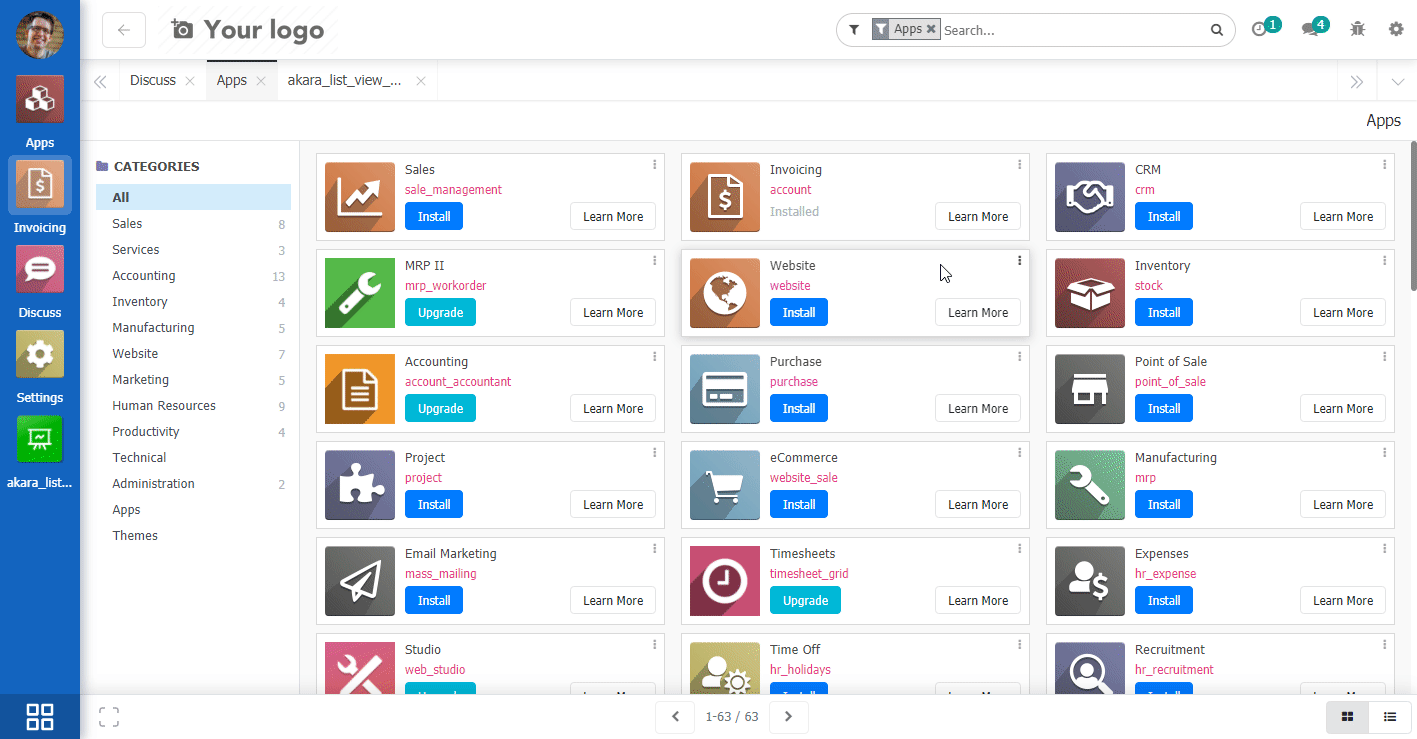 Your logo
Apps
Search...
1
4
Discuss
Apps
akara_list_view_...
Apps
Apps
Invoicing
Discuss
Settings
akara_list...
CATEGORIES
All
Sales 8
Services 3
Accounting 13
Inventory 4
Manufacturing 5
Website 7
Marketing 5
Human Resources 9
Productivity 4
Technical
Administration 2
Apps
Themes
Sales
sale_management
Install
Learn More
Invoicing
account
Installed
Learn More
CRM
crm
Install
Learn More
MRP II
mrp_workorder
Upgrade
Learn More
Website
website
Install
Learn More
Inventory
stock
Install
Learn More
Accounting
account_accountant
Upgrade
Learn More
Purchase
purchase
Install
Learn More
Point of Sale
point_of_sale
Install
Learn More
Project
project
Install
Learn More
eCommerce
website_sale
Install
Learn More
Manufacturing
mrp
Install
Learn More
Email Marketing
mass_mailing
Install
Learn More
Timesheets
timesheet_grid
Upgrade
Learn More
Expenses
hr_expense
Install
Learn More
Studio
web_studio
Time Off
hr_holidays
Recruitment
hr_recruitment
1-63 / 63